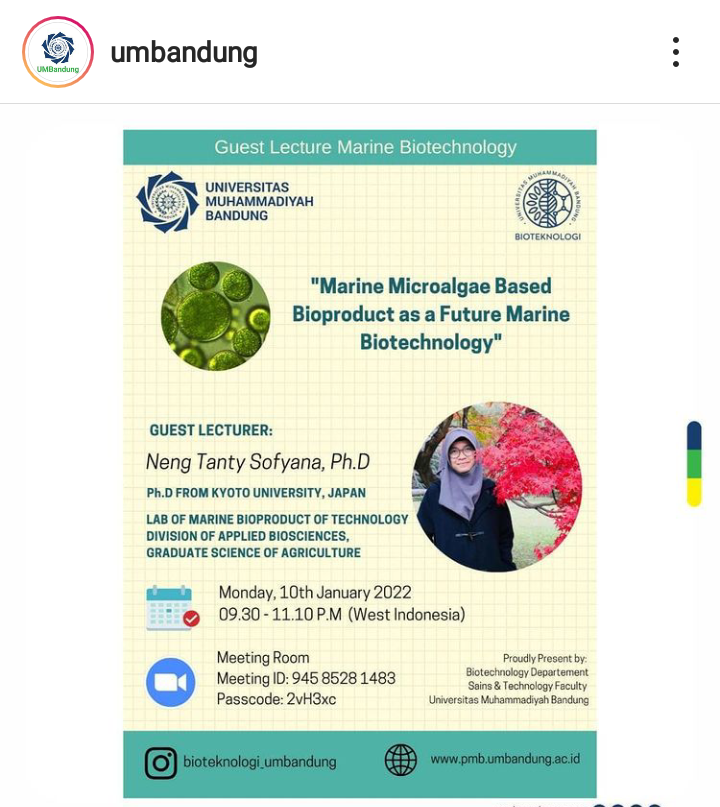 UMBandung
umbandung
Guest Lecture Marine Biotechnology
UNIVERSITAS
MUHAMMADIYAH
BANDUNG
UNIVERSITAS MUHAMMADIYAH BANDUNG
BIOTEKNOLOGI
"Marine Microalgae Based
Bioproduct as a Future Marine
Biotechnology"
GUEST LECTURER:
Neng Tanty Sofyana, Ph.D
Ph.D FROM KYOTO UNIVERSITY, JAPAN
LAB OF MARINE BIOPRODUCT OF TECHNOLOGY
DIVISION OF APPLIED BIOSCIENCES,
GRADUATE SCIENCE OF AGRICULTURE
Monday, 10th January 2022
09.30 - 11.10 P.M (West Indonesia)
Meeting Room
Meeting ID: 945 8528 1483
Passcode: 2vH3xc
Proudly Present by:
Biotechnology Departement
Sains & Technology Faculty
Universitas Muhammadiyah Bandung
bioteknologi_umbandung
www.pmb.umbandung.ac.id